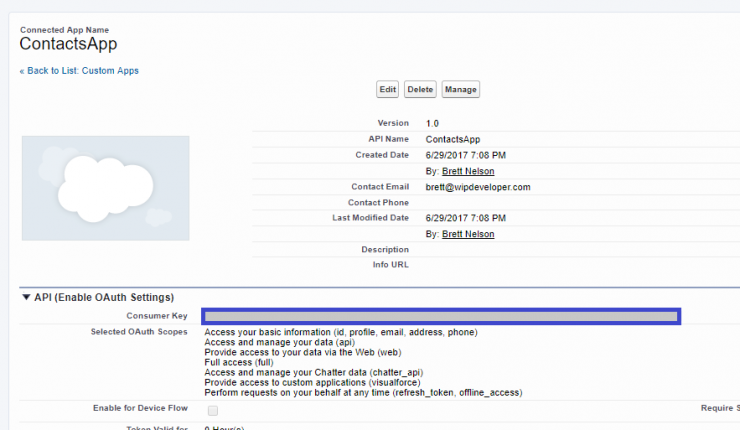 Connected App Name
ContactsApp
« Back to List: Custom Apps
Edit Delete Manage
Version 1.0
API Name ContactsApp
Created Date 6/29/2017 7:08 PM
By: Brett Nelson
Contact Email brett@wipdeveloper.com
Contact Phone
Last Modified Date 6/29/2017 7:08 PM
By: Brett Nelson
Description
Info URL
API (Enable OAuth Settings)
Consumer Key
Selected OAuth Scopes Access your basic information (id, profile, email, address, phone)
Access and manage your data (api)
Provide access to your data via the Web (web)
Full access (full)
Access and manage your Chatter data (chatter_api)
Provide access to custom applications (visualforce)
Perform requests on your behalf at any time (refresh_token, offline_access)
Enable for Device Flow Require S
Token Valid for 0 Hour(s)